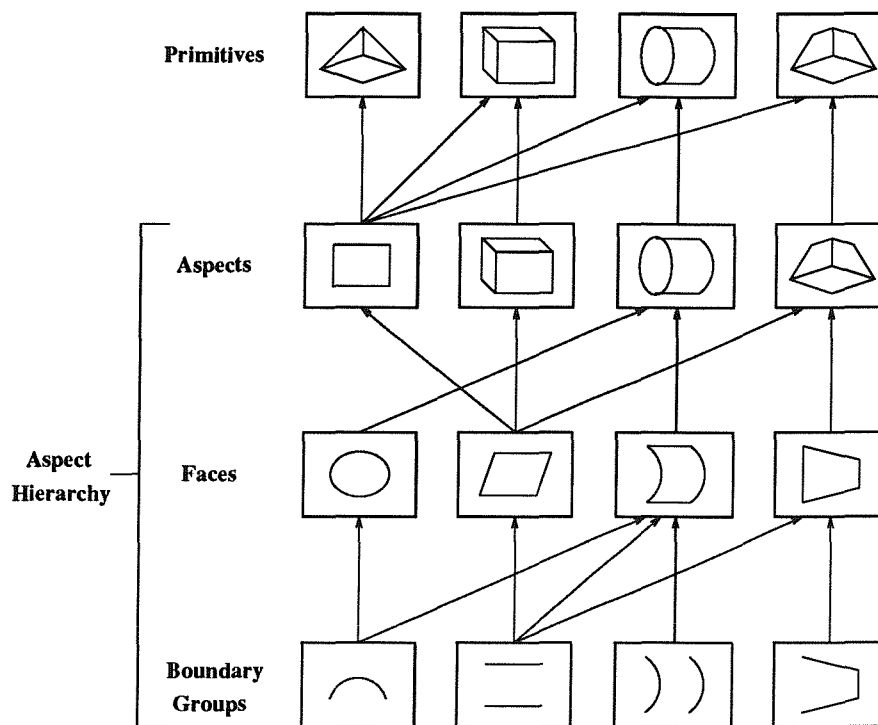 Primitives
Aspects
Aspect
Hierarchy
Faces
Boundary
Groups